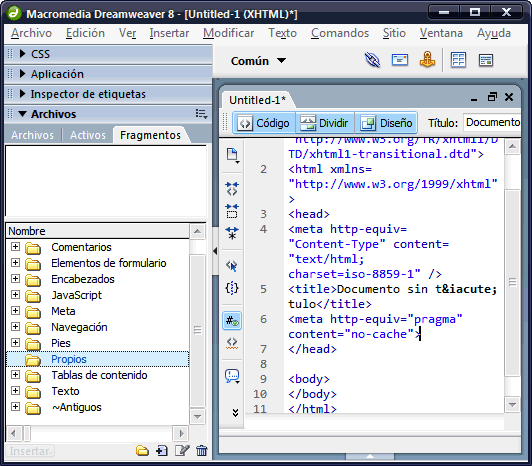 Macromedia Dreamweaver 8 - [Untitled-1 (XHTML)*]
Archivo Edición Ver Insertar Modificar Texto Comandos Sitio Ventana Ayuda
CSS
Aplicación
Inspector de etiquetas
Archivos
Archivos Activos Fragmentos
Nombre
Comentarios
Elementos de formulario
Encabezados
JavaScript
Meta
Navegación
Pies
Propios
Tablas de contenido
Texto
~Antiguos
Insertar
Común
Untitled-1*
Código Dividir Diseño Título: Documento
"http://www.w3.org/TR/xhtml1/D
TD/xhtml1-transitional.dtd">
2 <html xmlns=
"http://www.w3.org/1999/xhtml"
>
3 <head>
4 <meta http-equiv=
"Content-Type" content=
"text/html;
charset=iso-8859-1" />
5 <title>Documento sin t&iacute;
tulo</title>
6 <meta http-equiv="pragma"
content="no-cache">
7 </head>
8
9 <body>
10 </body>
11 </html>